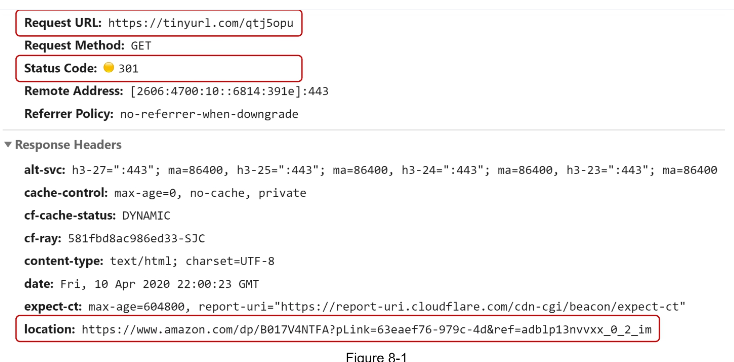 Request URL: https://tinyurl.com/qtj5opu
Request Method: GET
Status Code: 301
Remote Address: [2606:4700:10::6814:391e]:443
Referrer Policy: no-referrer-when-downgrade
Response Headers
alt-svc: h3-27=":443"; ma=86400, h3-25=":443"; ma=86400, h3-24=":443"; ma=86400, h3-23=":443"; ma=86400
cache-control: max-age=0, no-cache, private
cf-cache-status: DYNAMIC
cf-ray: 581fbd8ac986ed33-SJC
content-type: text/html; charset=UTF-8
date: Fri, 10 Apr 2020 22:00:23 GMT
expect-ct: max-age=604800, report-uri="https://report-uri.cloudflare.com/cdn-cgi/beacon/expect-ct"
location: https://www.amazon.com/dp/B017V4NTFA?pLink=63eaef76-979c-4d&ref=adblp13nvvxx_0_2_im
Figure 8-1